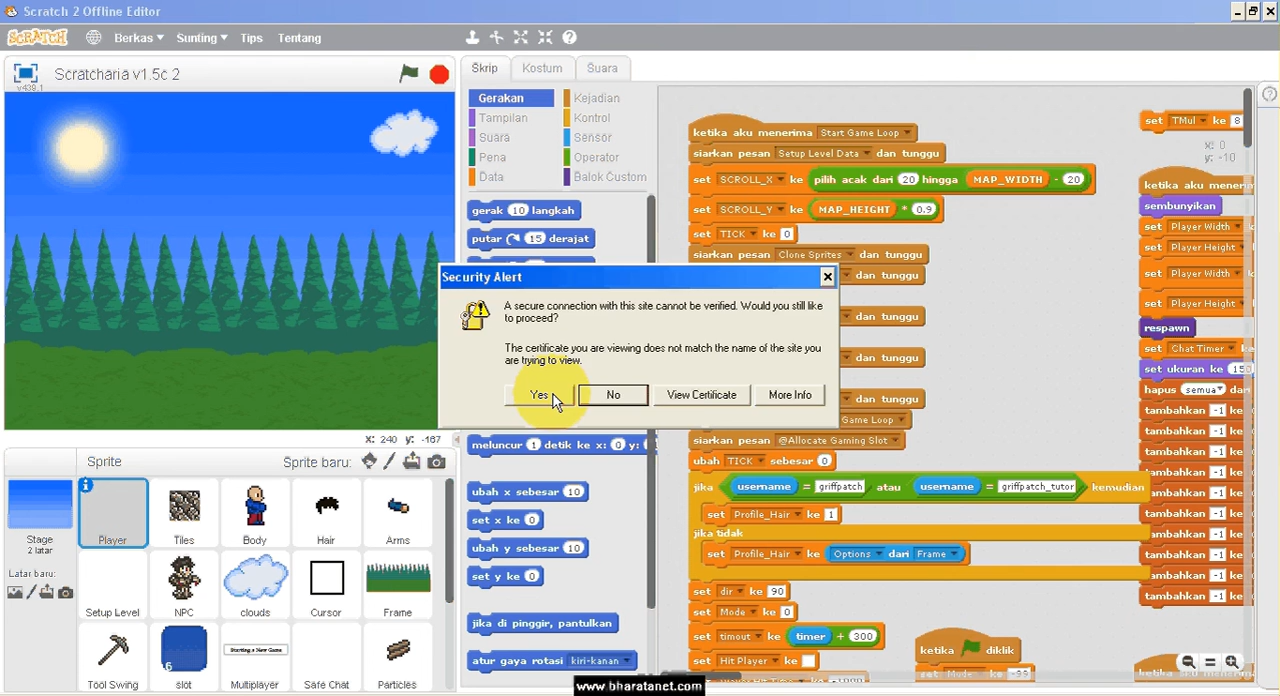 Scratch 2 Offline Editor
SCRATCH
Berkas
Sunting
Tips
Tentang
Scratcharia v1.5c 2
v439.1
X: 240 y: -167
Sprite
Sprite baru:
Stage
2 latar
Latar baru:
Player
Tiles
Body
Hair
Arms
Setup Level
NPC
clouds
Cursor
Frame
Tool Swing
slot
Starting a New Game
Multiplayer
Safe Chat
Particles
Skrip
Kostum
Suara
Gerakan
Tampilan
Suara
Pena
Data
Kejadian
Kontrol
Sensor
Operator
Balok Custom
gerak 10 langkah
putar 15 derajat
meluncur 1 detik ke x: 0 y:
ubah x sebesar 10
set x ke 0
ubah y sebesar 10
set y ke 0
jika di pinggir, pantulkan
atur gaya rotasi kiri-kanan
Security Alert
A secure connection with this site cannot be verified. Would you still like
to proceed?
The certificate you are viewing does not match the name of the site you
are trying to view.
Yes
No
View Certificate
More Info
ketika aku menerima Start Game Loop
siarkan pesan Setup Level Data dan tunggu
set SCROLL_X ke pilih acak dari 20 hingga MAP_WIDTH - 20
set SCROLL_Y ke MAP_HEIGHT * 0.9
set TICK ke 0
siarkan pesan Clone Sprites dan tunggu
dan tunggu
dan tunggu
dan tunggu
dan tunggu
Game Loop
siarkan pesan @Allocate Gaming Slot
ubah TICK sebesar 0
jika username = griffpatch atau username = griffpatch_tutor kemudian
set Profile_Hair ke 1
jika tidak
set Profile_Hair ke Options dari Frame
set dir ke 90
set Mode ke 0
set timout ke timer + 300
set Hit Player ke
ketika diklik
set Mode ke -99
set TMul ke 8
x: 0
y: -10
ketika aku menerim
sembunyikan
set Player Width
set Player Height
set Player Width
set Player Height
respawn
set Chat Timer
set ukuran ke 150
hapus semua dari
tambahkan -1 ke
tambahkan -1 ke
tambahkan -1 ke
tambahkan -1 ke
tambahkan -1 ke
tambahkan -1 ke
tambahkan -1 ke
tambahkan -1 ke
tambahkan -1 ke
tambahkan -1 ke
www.bharatanet.com